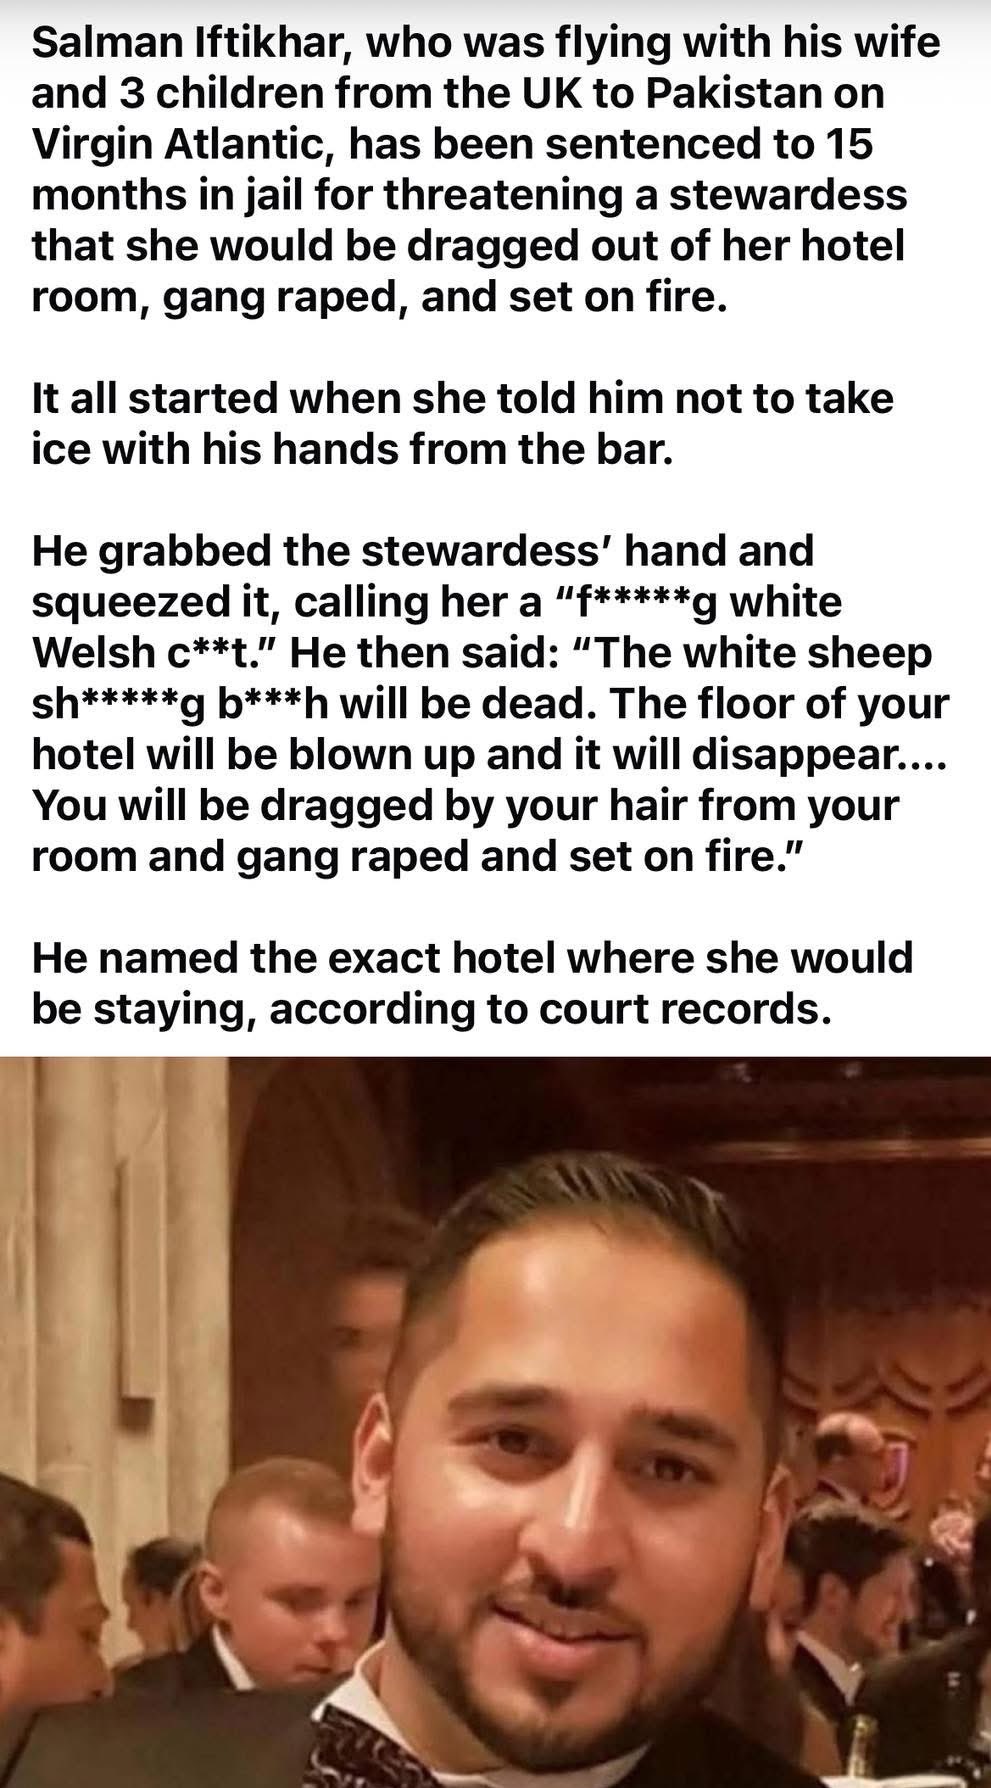 Salman Iftikhar, who was flying with his wife
and 3 children from the UK to Pakistan on
Virgin Atlantic, has been sentenced to 15
months in jail for threatening a stewardess
that she would be dragged out of her hotel
room, gang raped, and set on fire.
It all started when she told him not to take
ice with his hands from the bar.
He grabbed the stewardess’ hand and
squeezed it, calling her a “f*****g white
Welsh c**t.” He then said: “The white sheep
sh*****g b***h will be dead. The floor of your
hotel will be blown up and it will disappear....
You will be dragged by your hair from your
room and gang raped and set on fire.”
He named the exact hotel where she would
be staying, according to court records.